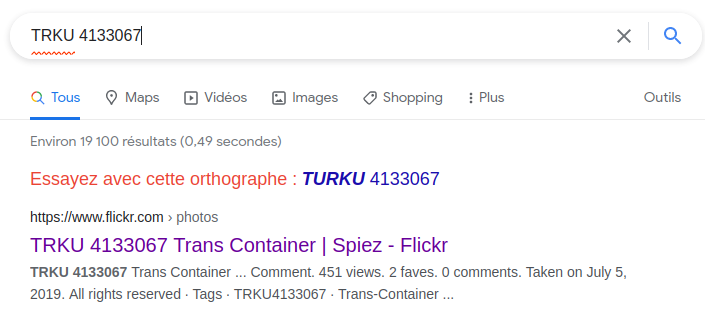 TRKU 4133067
Tous Maps Vidéos Images Shopping Plus Outils
Environ 19 100 résultats (0,49 secondes)
Essayez avec cette orthographe : TURKU 4133067
https://www.flickr.com › photos
TRKU 4133067 Trans Container | Spiez - Flickr
TRKU 4133067 Trans Container ... Comment. 451 views. 2 faves. 0 comments. Taken on July 5,
2019. All rights reserved · Tags · TRKU4133067 · Trans-Container ...